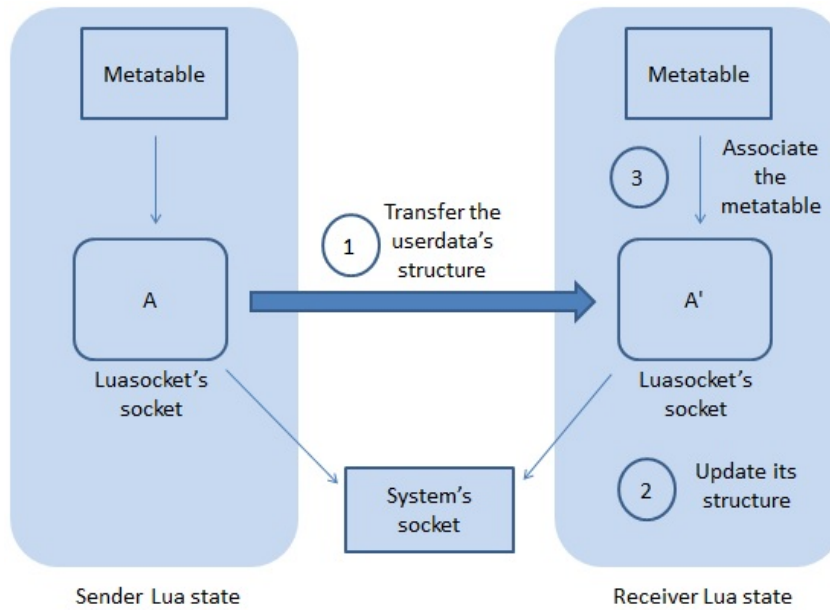 Metatable
Metatable
3
Associate
the
metatable
1
Transfer the
userdata's
structure
A
A'
Luasocket's
socket
Luasocket's
socket
System's
socket
2
Update its
structure
Sender Lua state
Receiver Lua state